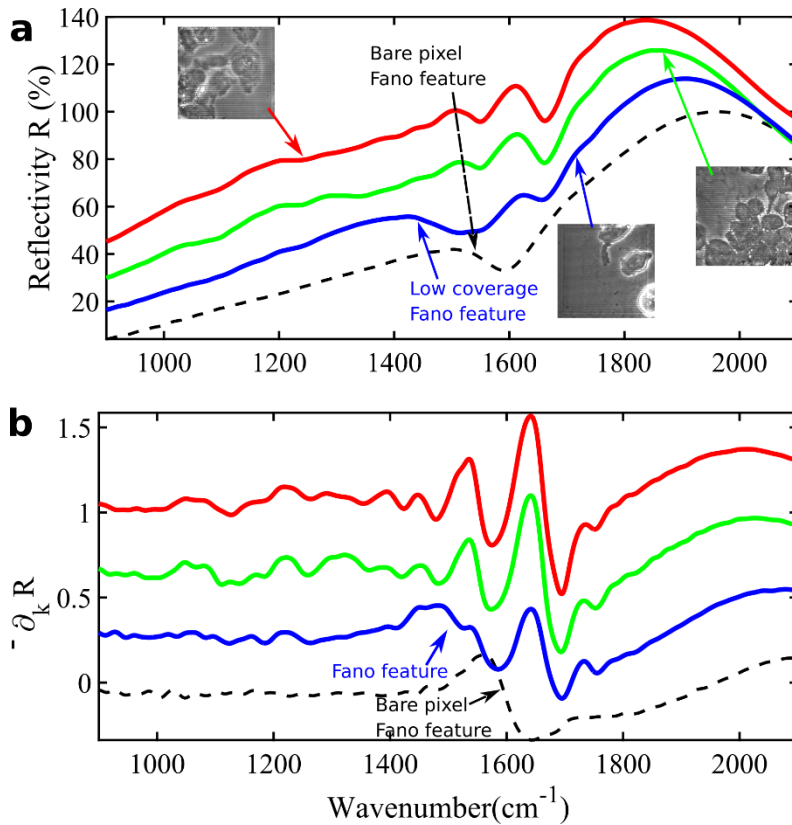 a
Reflectivity R (%)
140
120
100
80
60
40
20
Bare pixel
Fano feature
Low coverage
Fano feature
1000 1200 1400 1600 1800 2000
b
⁻∂ₖ R
1.5
1
0.5
0
Fano feature
Bare pixel
Fano feature
1000 1200 1400 1600 1800 2000
Wavenumber(cm⁻¹)